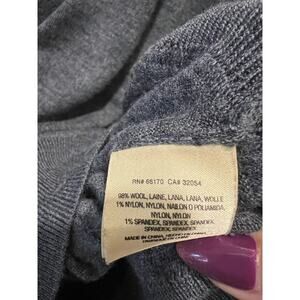 RN# 66170 CA# 32054
98% WOOL, LAINE, LANA, LANA, WOLLE
1% NYLON, NYLON, NAILON O POLIAMIDA,
NYLON, NYLON
1% SPANDEX, SPANDEX, SPANDEX,
SPANDEX, SPANDEX
MADE IN CHINA,